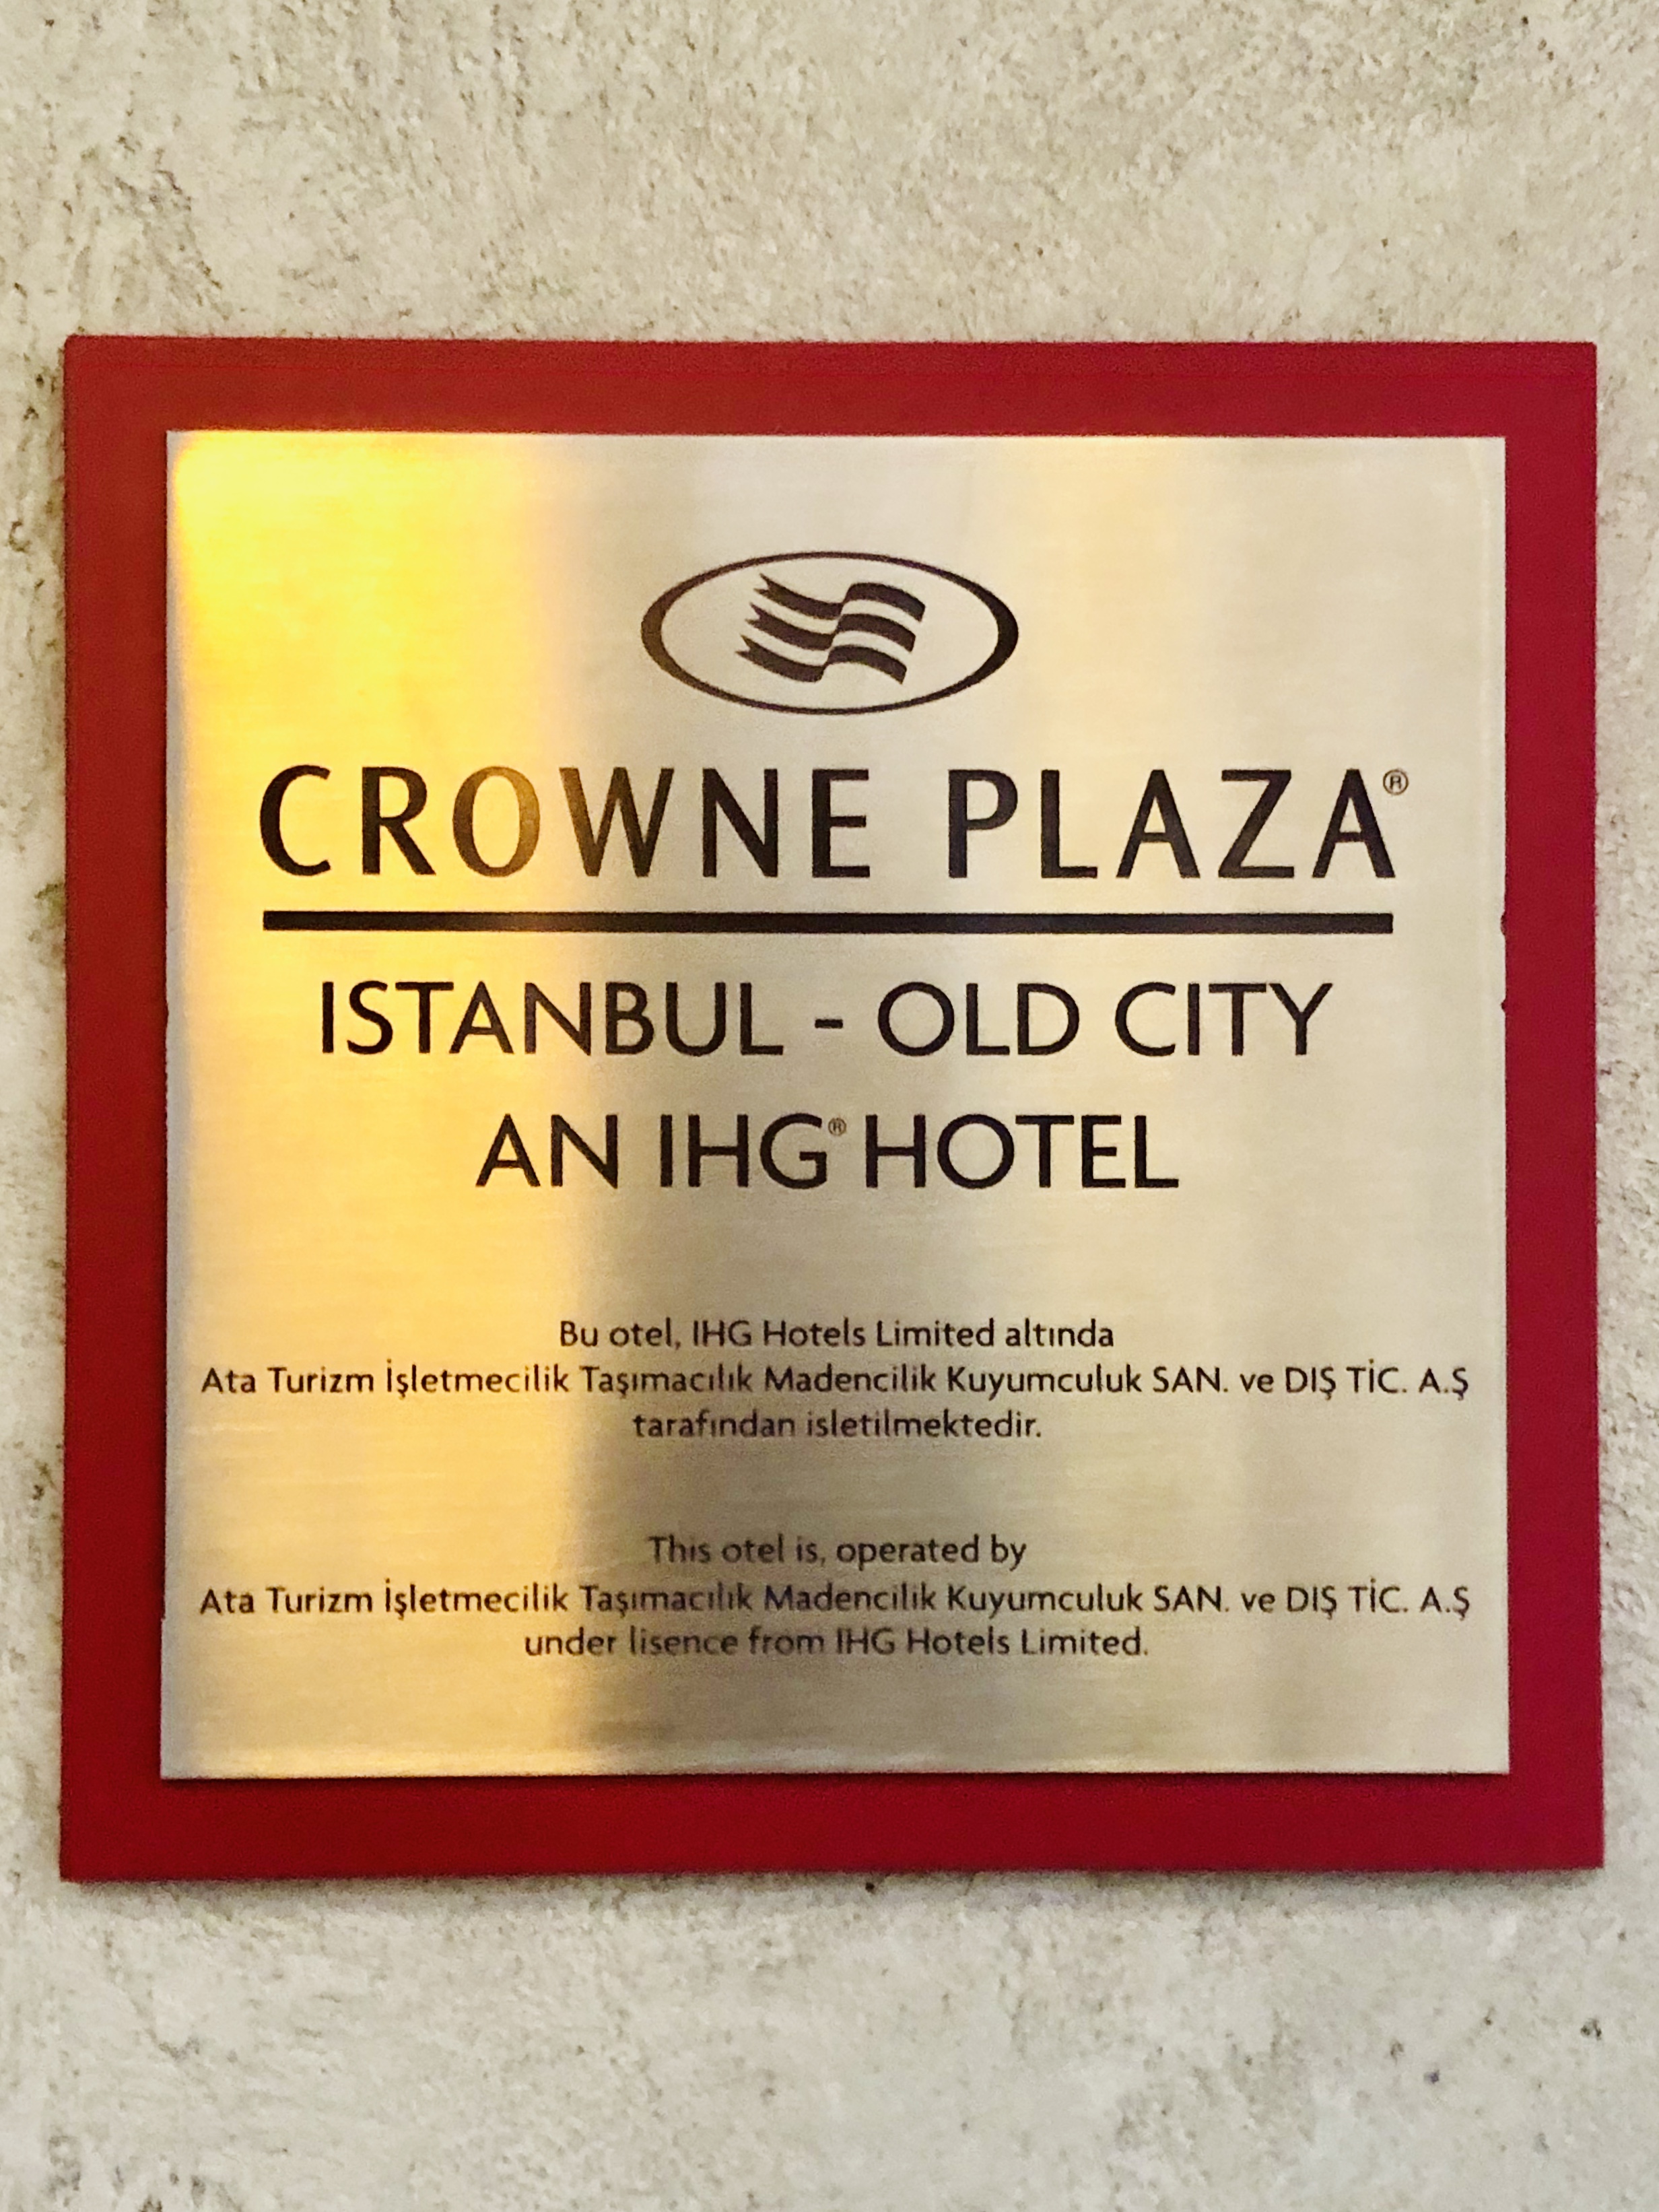 CROWNE PLAZA®
ISTANBUL - OLD CITY
AN IHG® HOTEL
Bu otel, IHG Hotels Limited altında
Ata Turizm İşletmecilik Taşımacılık Madencilik Kuyumculuk SAN. ve DIŞ TİC. A.Ş
tarafından isletilmektedir.
This otel is, operated by
Ata Turizm İşletmecilik Taşımacılık Madencilik Kuyumculuk SAN. ve DIŞ TİC. A.Ş
under lisence from IHG Hotels Limited.